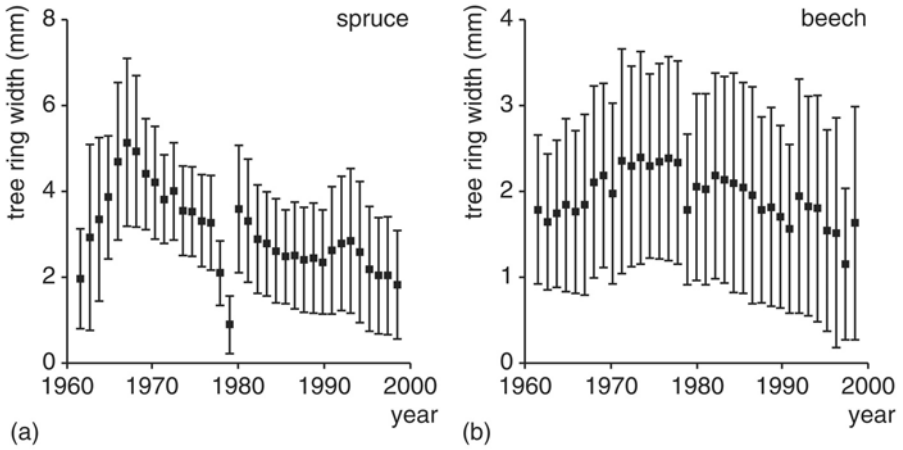 spruce
tree ring width (mm)
8
6
4
2
0
1960 1970 1980 1990 2000
year
(a)
beech
tree ring width (mm)
4
3
2
1
0
1960 1970 1980 1990 2000
year
(b)